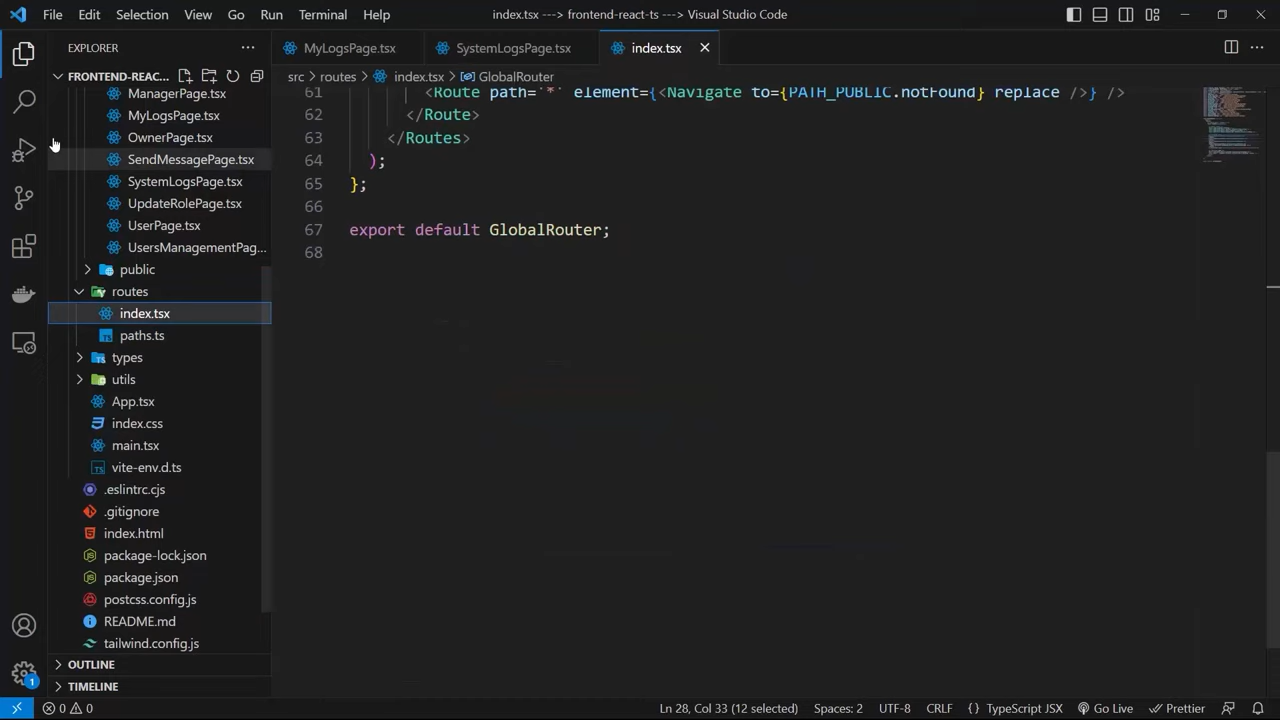 File Edit Selection View Go Run Terminal Help
index.tsx ---> frontend-react-ts ---> Visual Studio Code
EXPLORER
FRONTEND-REAC...
ManagerPage.tsx
MyLogsPage.tsx
OwnerPage.tsx
SendMessagePage.tsx
SystemLogsPage.tsx
UpdateRolePage.tsx
UserPage.tsx
UsersManagementPag...
public
routes
index.tsx
paths.ts
types
utils
App.tsx
index.css
main.tsx
vite-env.d.ts
.eslintrc.cjs
.gitignore
index.html
package-lock.json
package.json
postcss.config.js
README.md
tailwind.config.js
OUTLINE
TIMELINE
MyLogsPage.tsx SystemLogsPage.tsx index.tsx
src > routes > index.tsx > GlobalRouter
61 <Route path='*' element={<Navigate to={PATH_PUBLIC.notFound} replace />} />
62 </Route>
63 </Routes>
64 );
65 };
66
67 export default GlobalRouter;
68
1
0 0 Ln 28, Col 33 (12 selected) Spaces: 2 UTF-8 CRLF {} TypeScript JSX Go Live Prettier